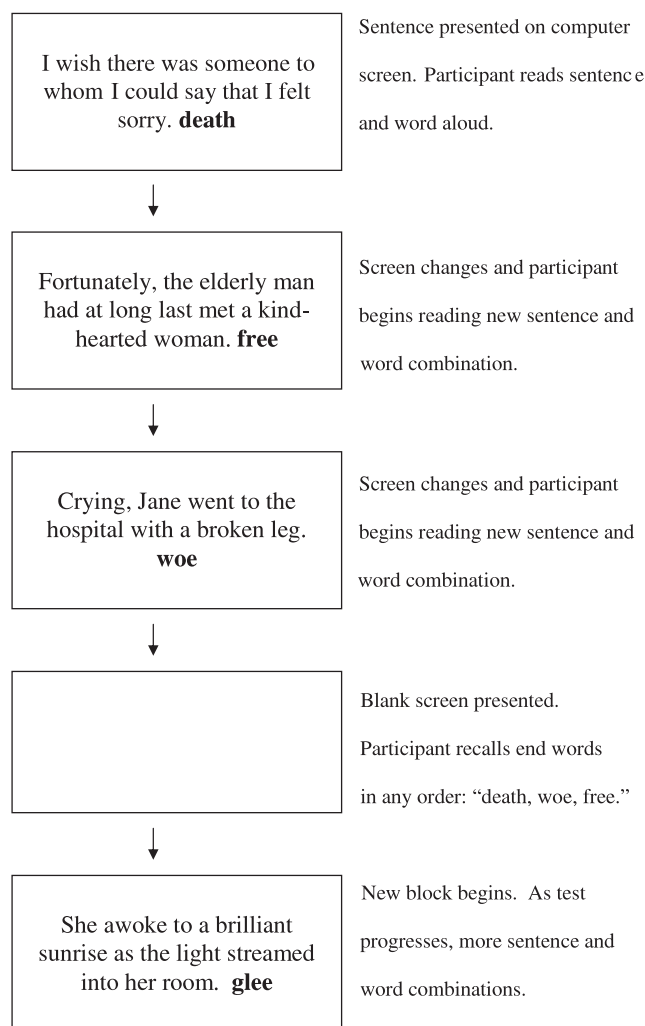 I wish there was someone to
whom I could say that I felt
sorry. death
Sentence presented on computer
screen. Participant reads sentence
and word aloud.
Fortunately, the elderly man
had at long last met a kind-
hearted woman. free
Screen changes and participant
begins reading new sentence and
word combination.
Crying, Jane went to the
hospital with a broken leg.
woe
Screen changes and participant
begins reading new sentence and
word combination.
Blank screen presented.
Participant recalls end words
in any order: “death, woe, free.”
She awoke to a brilliant
sunrise as the light streamed
into her room. glee
New block begins. As test
progresses, more sentence and
word combinations.